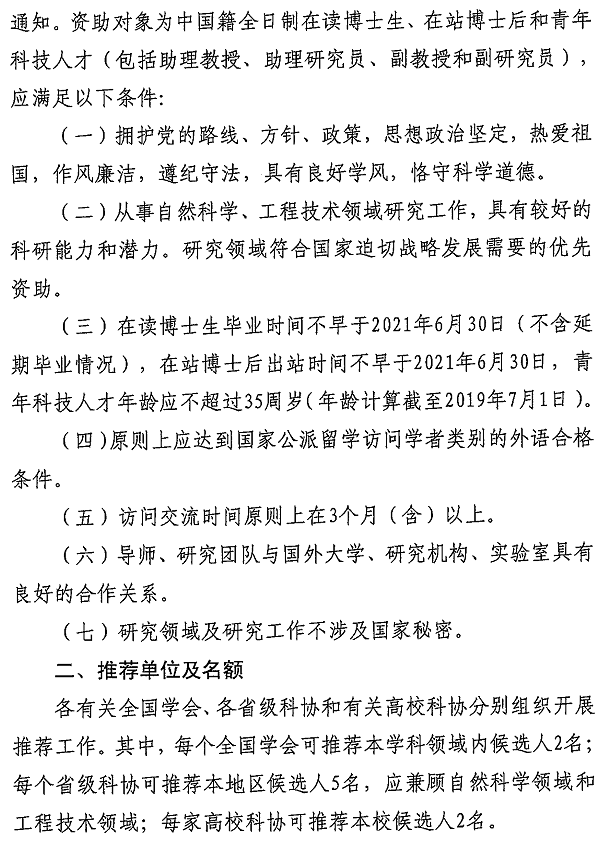 通知。资助对象为中国籍全日制在读博士生、在站博士后和青年
科技人才（包括助理教授、助理研究员、副教授和副研究员），
应满足以下条件：
（一）拥护党的路线、方针、政策，思想政治坚定，热爱祖
国，作风廉洁，遵纪守法，具有良好学风，恪守科学道德。
（二）从事自然科学、工程技术领域研究工作，具有较好的
科研能力和潜力。研究领域符合国家迫切战略发展需要的优先
资助。
（三）在读博士生毕业时间不早于2021年6月30日（不含延
期毕业情况），在站博士后出站时间不早于2021年6月30日，青
年科技人才年龄应不超过35周岁（年龄计算截至2019年7月1日）。
（四）原则上应达到国家公派留学访问学者类别的外语合格
条件。
（五）访问交流时间原则上在3个月（含）以上。
（六）导师、研究团队与国外大学、研究机构、实验室具有
良好的合作关系。
（七）研究领域及研究工作不涉及国家秘密。
二、推荐单位及名额
各有关全国学会、各省级科协和有关高校科协分别组织开展
推荐工作。其中，每个全国学会可推荐本学科领域内候选人2名；
每个省级科协可推荐本地区候选人5名，应兼顾自然科学领域和
工程技术领域；每家高校科协可推荐本校候选人2名。